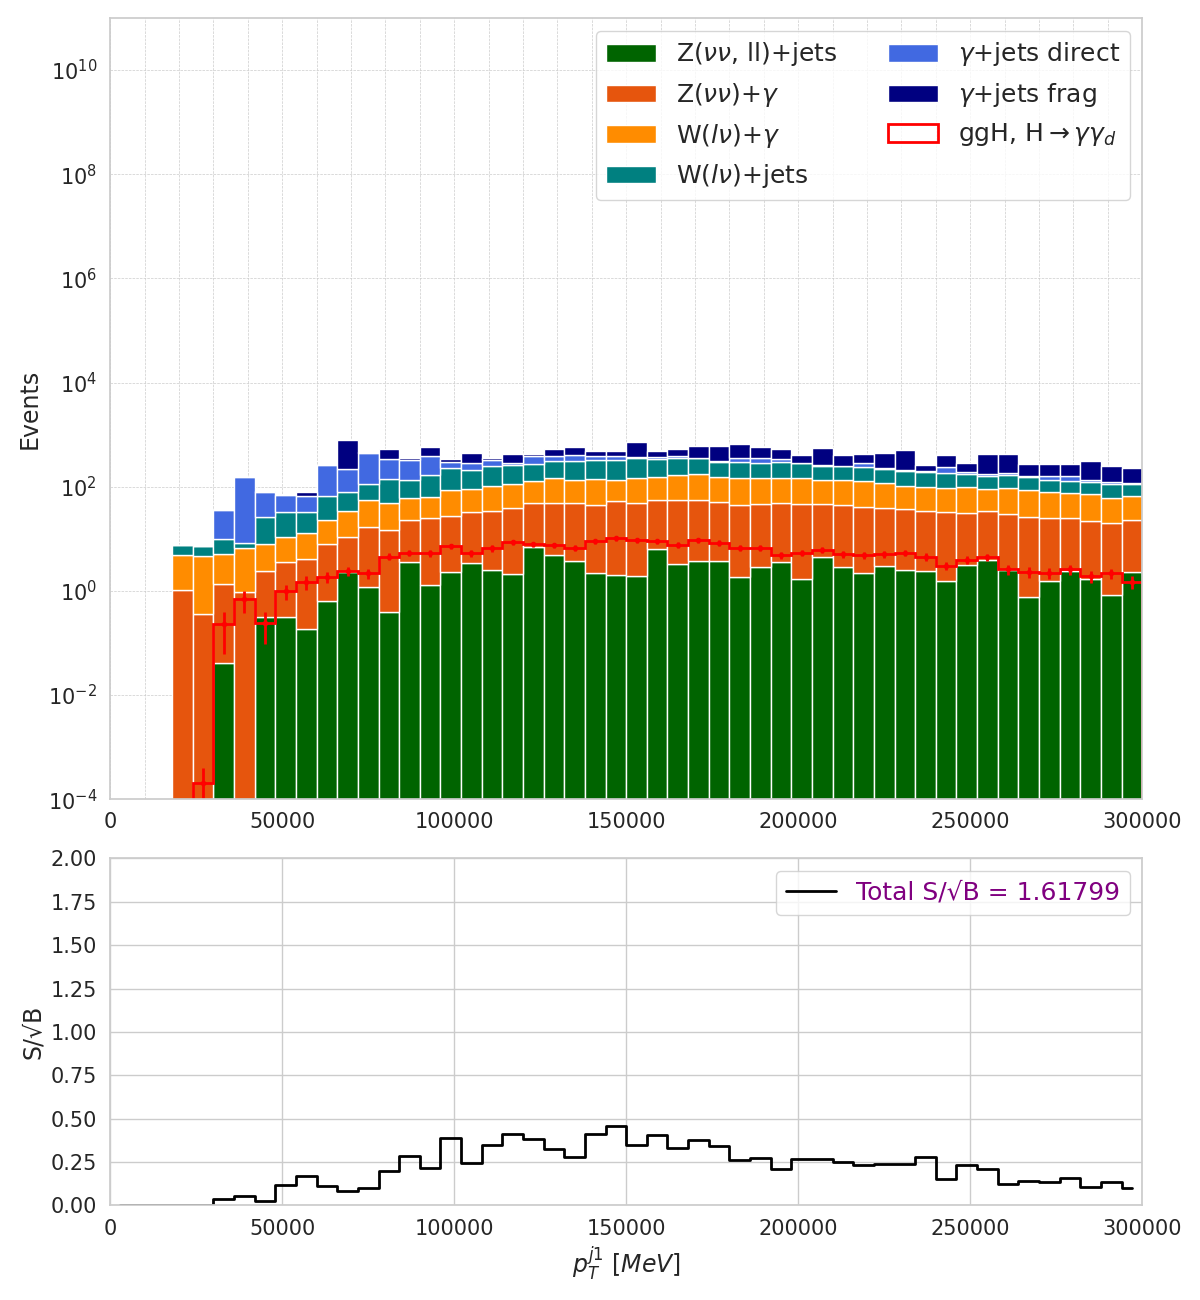 Z(νν, ll)+jets
Z(νν)+γ
W(lν)+γ
W(lν)+jets
γ+jets direct
γ+jets frag
ggH, H→γγ_d
Events
10^10
10^8
10^6
10^4
10^2
10^0
10^−2
10^−4
0 50000 100000 150000 200000 250000 300000
Total S/√B = 1.61799
S/√B
2.00
1.75
1.50
1.25
1.00
0.75
0.50
0.25
0.00
0 50000 100000 150000 200000 250000 300000
p_T^{j1} [MeV]